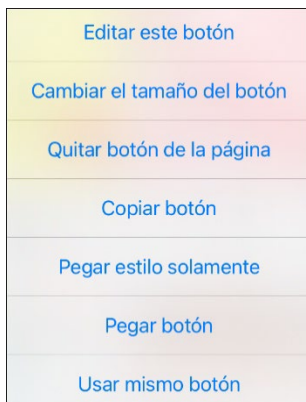 Editar este botón
Cambiar el tamaño del botón
Quitar botón de la página
Copiar botón
Pegar estilo solamente
Pegar botón
Usar mismo botón